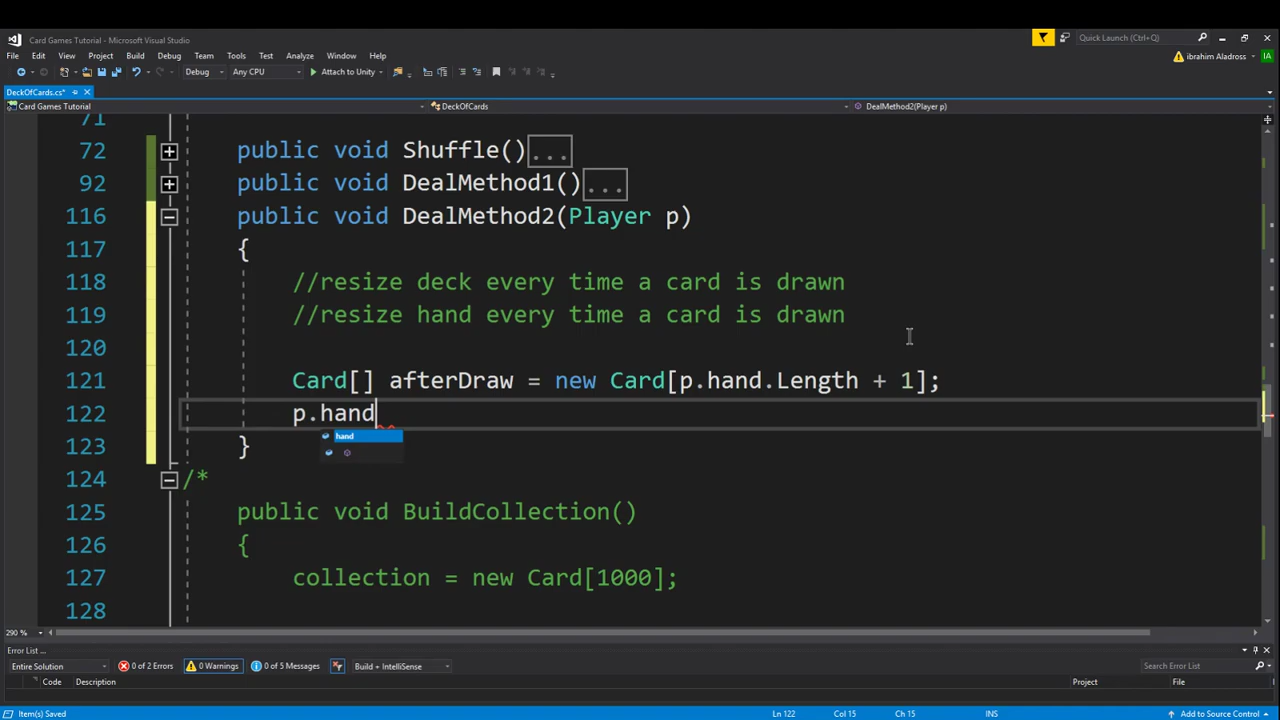 Card Games Tutorial - Microsoft Visual Studio
Quick Launch (Ctrl+Q)
File Edit View Project Build Debug Team Tools Test Analyze Window Help
ibrahim Aladross IA
Debug Any CPU Attach to Unity
DeckOfCards.cs*
Card Games Tutorial DeckOfCards DealMethod2(Player p)
71
72 public void Shuffle()...
92 public void DealMethod1()...
116 public void DealMethod2(Player p)
117 {
118 //resize deck every time a card is drawn
119 //resize hand every time a card is drawn
120
121 Card[] afterDraw = new Card[p.hand.Length + 1];
122 p.hand
hand
123 }
124 /*
125 public void BuildCollection()
126 {
127 collection = new Card[1000];
128
290 %
Error List ...
Entire Solution 0 of 2 Errors 0 Warnings 0 of 5 Messages Build + IntelliSense Search Error List
Code Description Project File
Item(s) Saved Ln 122 Col 15 Ch 15 INS Add to Source Control